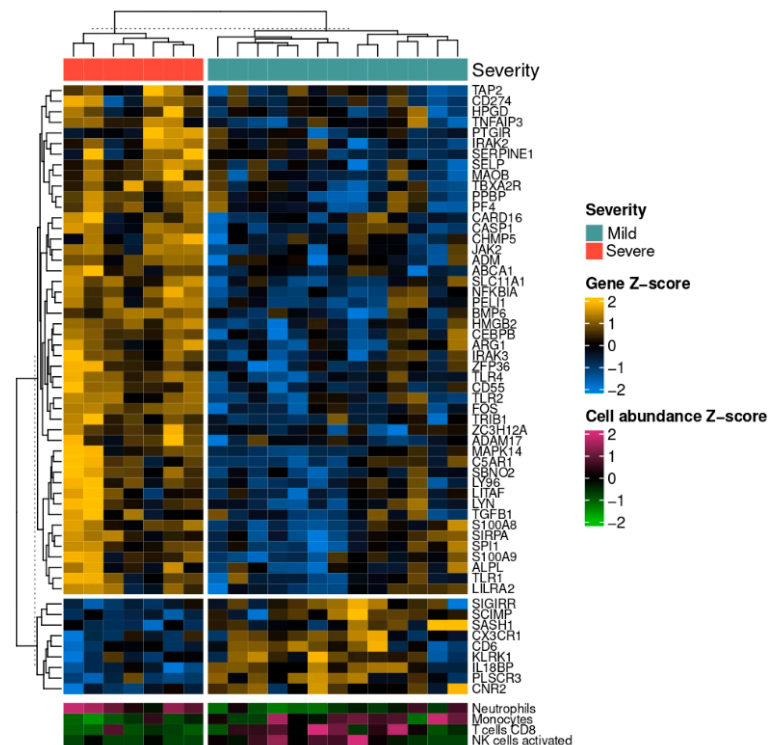 Severity
TAP2
CD274
HPGD
TNFAIP3
PTGIR
IRAK2
SERPINE1
SELP
MAOB
TBXA2R
PPBP
PF4
CARD16
CASP1
CHMP5
JAK2
ADM
ABCA1
SLC11A1
NFKBIA
PELI1
BMP6
HMGB2
CEBPB
ARG1
IRAK3
ZFP36
TLR4
CD55
TLR2
FOS
TRIB1
ZC3H12A
ADAM17
MAPK14
C5AR1
SBNO2
LY96
LITAF
LYN
TGFB1
S100A8
SIRPA
SPI1
S100A9
ALPL
TLR1
LILRA2
SIGIRR
SCIMP
SASH1
CX3CR1
CD6
KLRK1
IL18BP
PLSCR3
CNR2
Neutrophils
Monocytes
T cells CD8
NK cells activated
Severity
Mild
Severe
Gene Z−score
2
1
0
−1
−2
Cell abundance Z−score
2
1
0
−1
−2